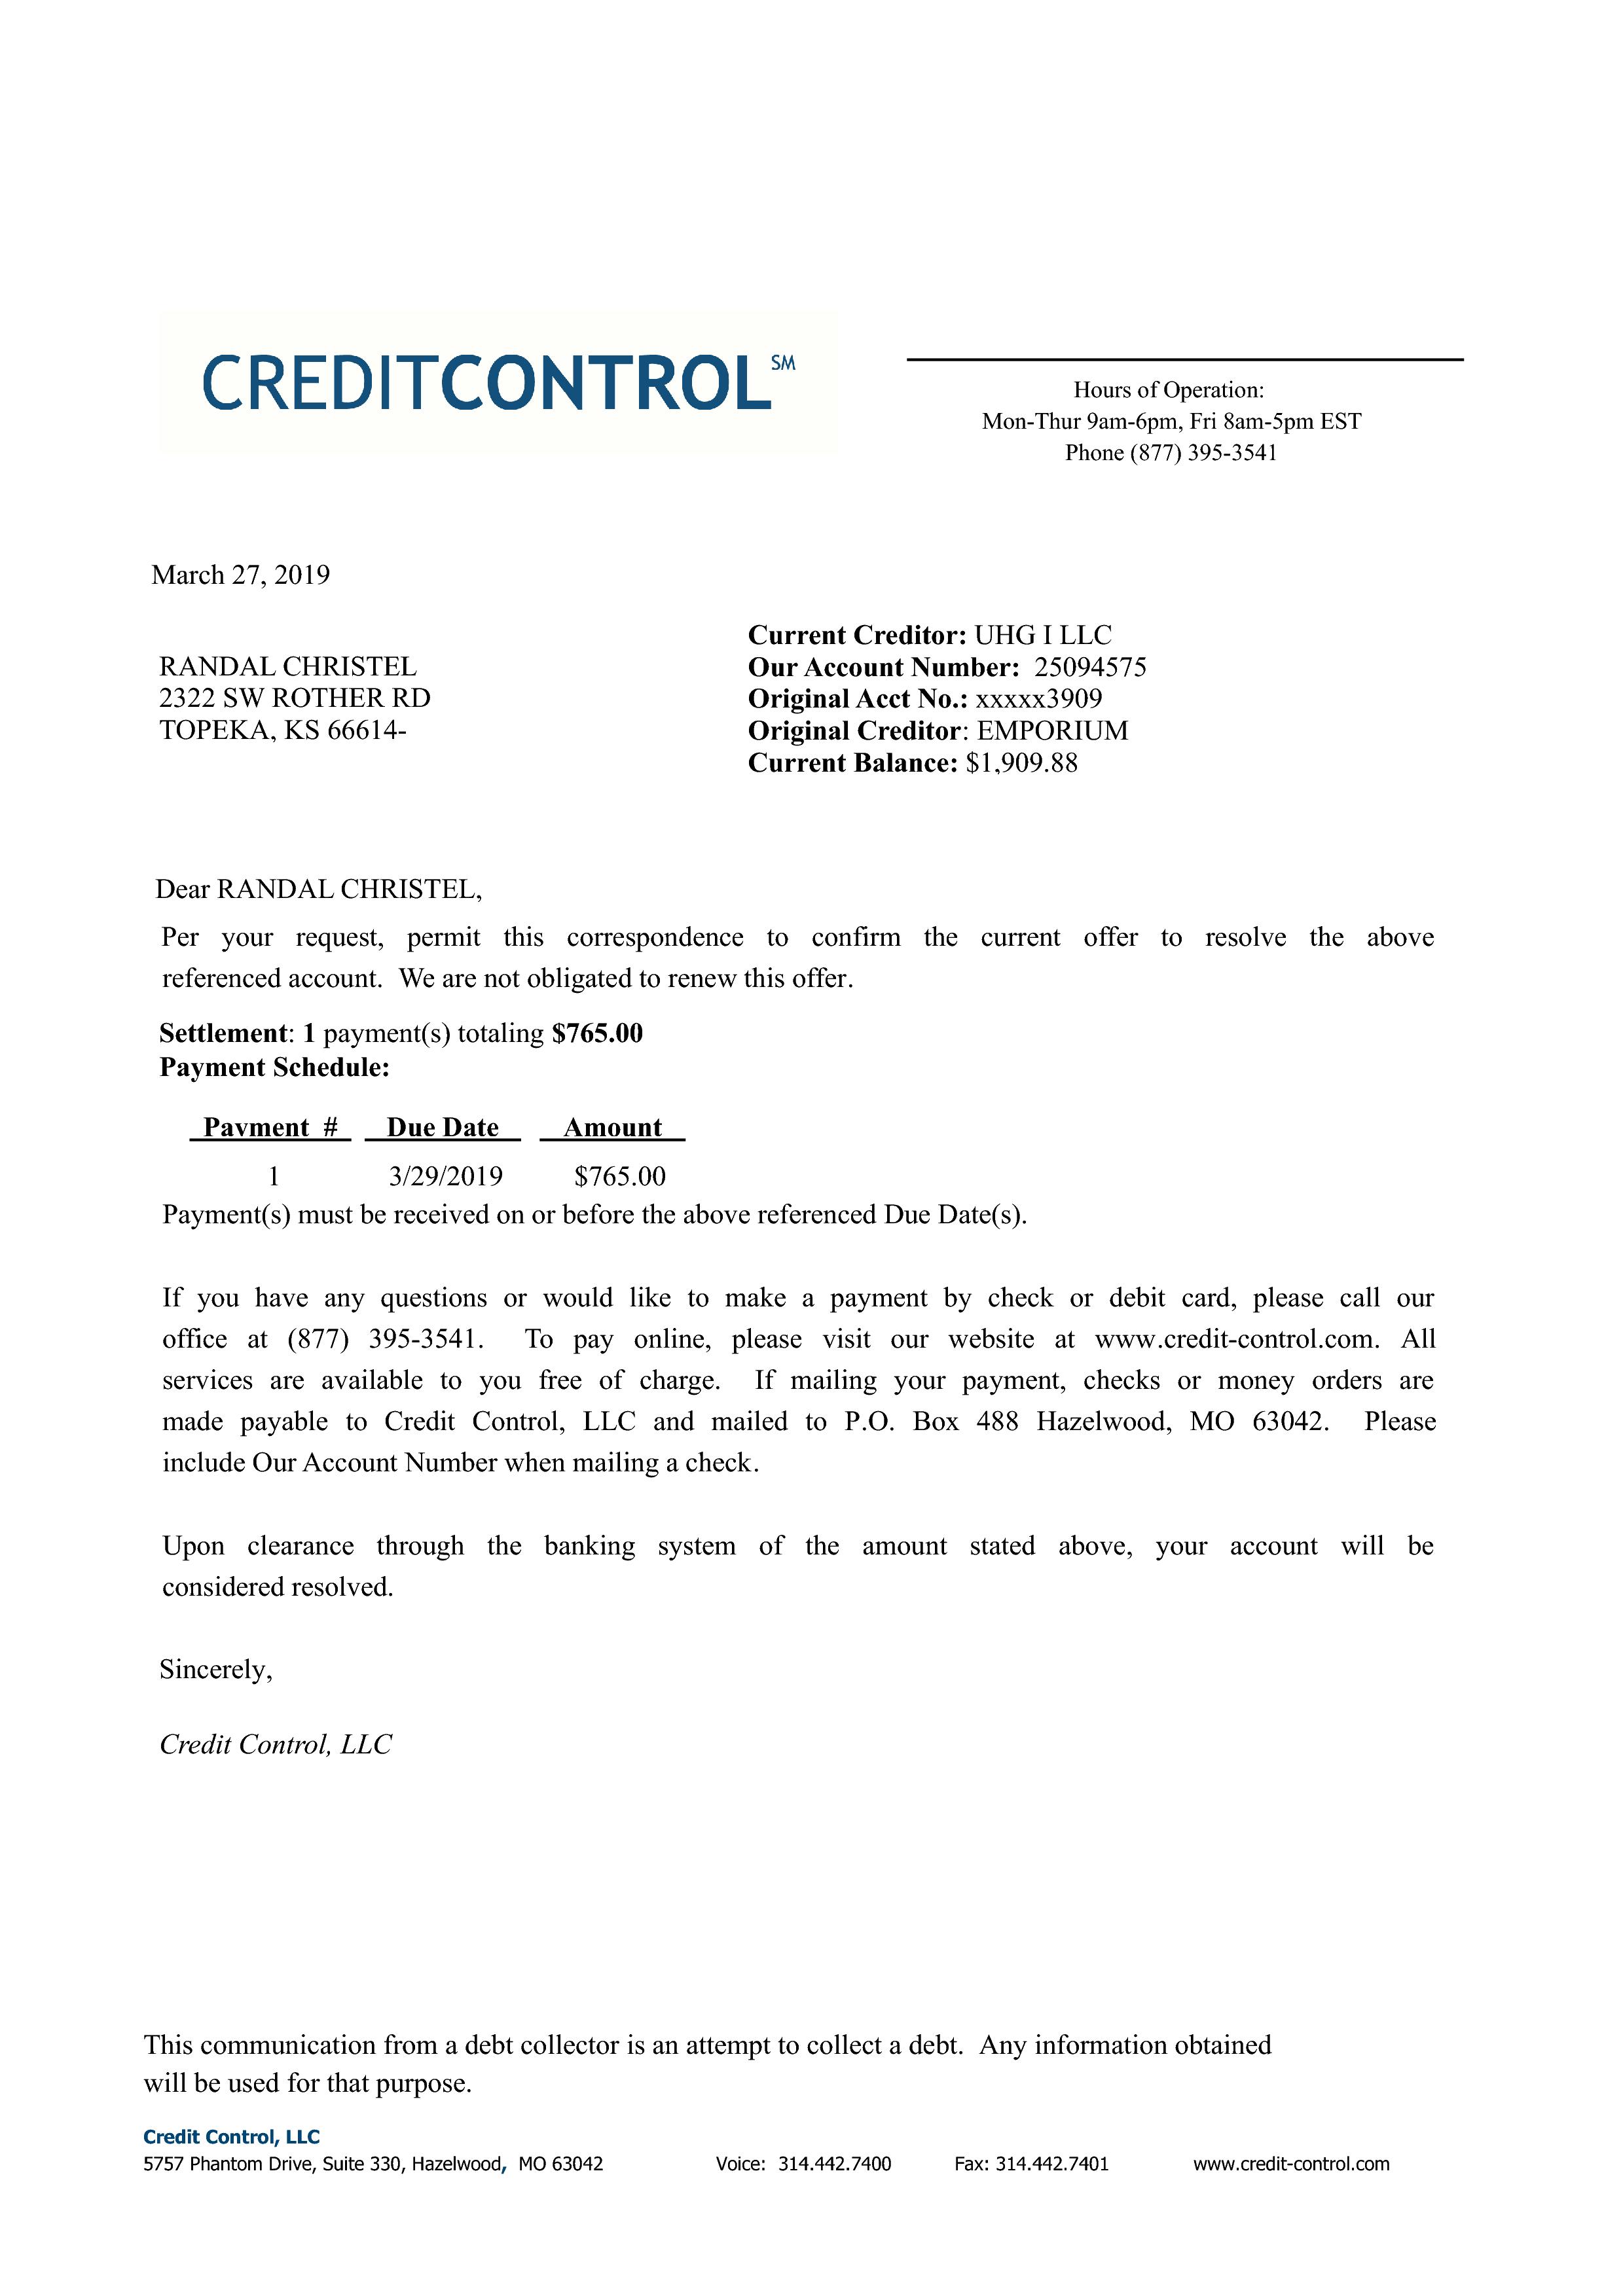 CREDITCONTROL SM
Hours of Operation:
Mon-Thur 9am-6pm, Fri 8am-5pm EST
Phone (877) 395-3541
March 27, 2019
RANDAL CHRISTEL
2322 SW ROTHER RD
TOPEKA, KS 66614-
Current Creditor: UHG I LLC
Our Account Number: 25094575
Original Acct No.: xxxxx3909
Original Creditor: EMPORIUM
Current Balance: $1,909.88
Dear RANDAL CHRISTEL,
Per your request, permit this correspondence to confirm the current offer to resolve the above
referenced account. We are not obligated to renew this offer.
Settlement: 1 payment(s) totaling $765.00
Payment Schedule:
Payment # Due Date Amount
1 3/29/2019 $765.00
Payment(s) must be received on or before the above referenced Due Date(s).
If you have any questions or would like to make a payment by check or debit card, please call our
office at (877) 395-3541. To pay online, please visit our website at www.credit-control.com. All
services are available to you free of charge. If mailing your payment, checks or money orders are
made payable to Credit Control, LLC and mailed to P.O. Box 488 Hazelwood, MO 63042. Please
include Our Account Number when mailing a check.
Upon clearance through the banking system of the amount stated above, your account will be
considered resolved.
Sincerely,
Credit Control, LLC
This communication from a debt collector is an attempt to collect a debt. Any information obtained
will be used for that purpose.
Credit Control, LLC
5757 Phantom Drive, Suite 330, Hazelwood, MO 63042 Voice: 314.442.7400 Fax: 314.442.7401 www.credit-control.com